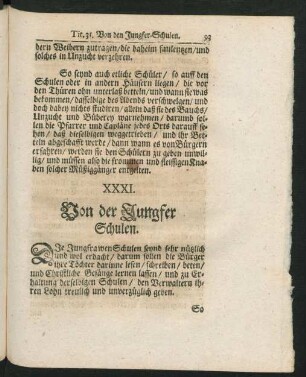 Tit. 31. Von den Jungfer-Schulen. 93
dern Weibern zutragen/die daheim faulentzen/und
solches in Unzucht verzehren.
So seynd auch etliche Schüler/ so auff den
Schulen oder in andern Häusern liegen/ die vor
den Thüren ohn unterlaß betteln/und wann sie was
bekommen/dasselbige des Abends verschwelgen/ und
doch dabey nichts studiren/ allein daß sie des Bauchs/
Unzucht und Büberey warnehmen/ darumb sol-
len die Pfarrer und Capläne jedes Orts darauff se-
hen/ daß dieselbigen weggetrieben/ und ihr Bet-
teln abgeschafft werde/ dann wann es von Bürgern
erfahren/ werden sie den Schülern zu geben unwil-
lig/ und müssen also die frommen und fleissigen Kna-
ben solcher Müßiggänger entgelten.
XXXI.
Von der Jungfer
Schulen.
DJe Jungfrawen Schulen seynd sehr nützlich
und wol erdacht/ darum sollen die Bürger
ihre Töchter darinne lesen/ schreiben/ beten/
und Christliche Gesänge lernen lassen/ und zu Er-
haltung derselbigen Schulen/ den Verwaltern ih-
ren Lohn treulich und unverzüglich geben.
So